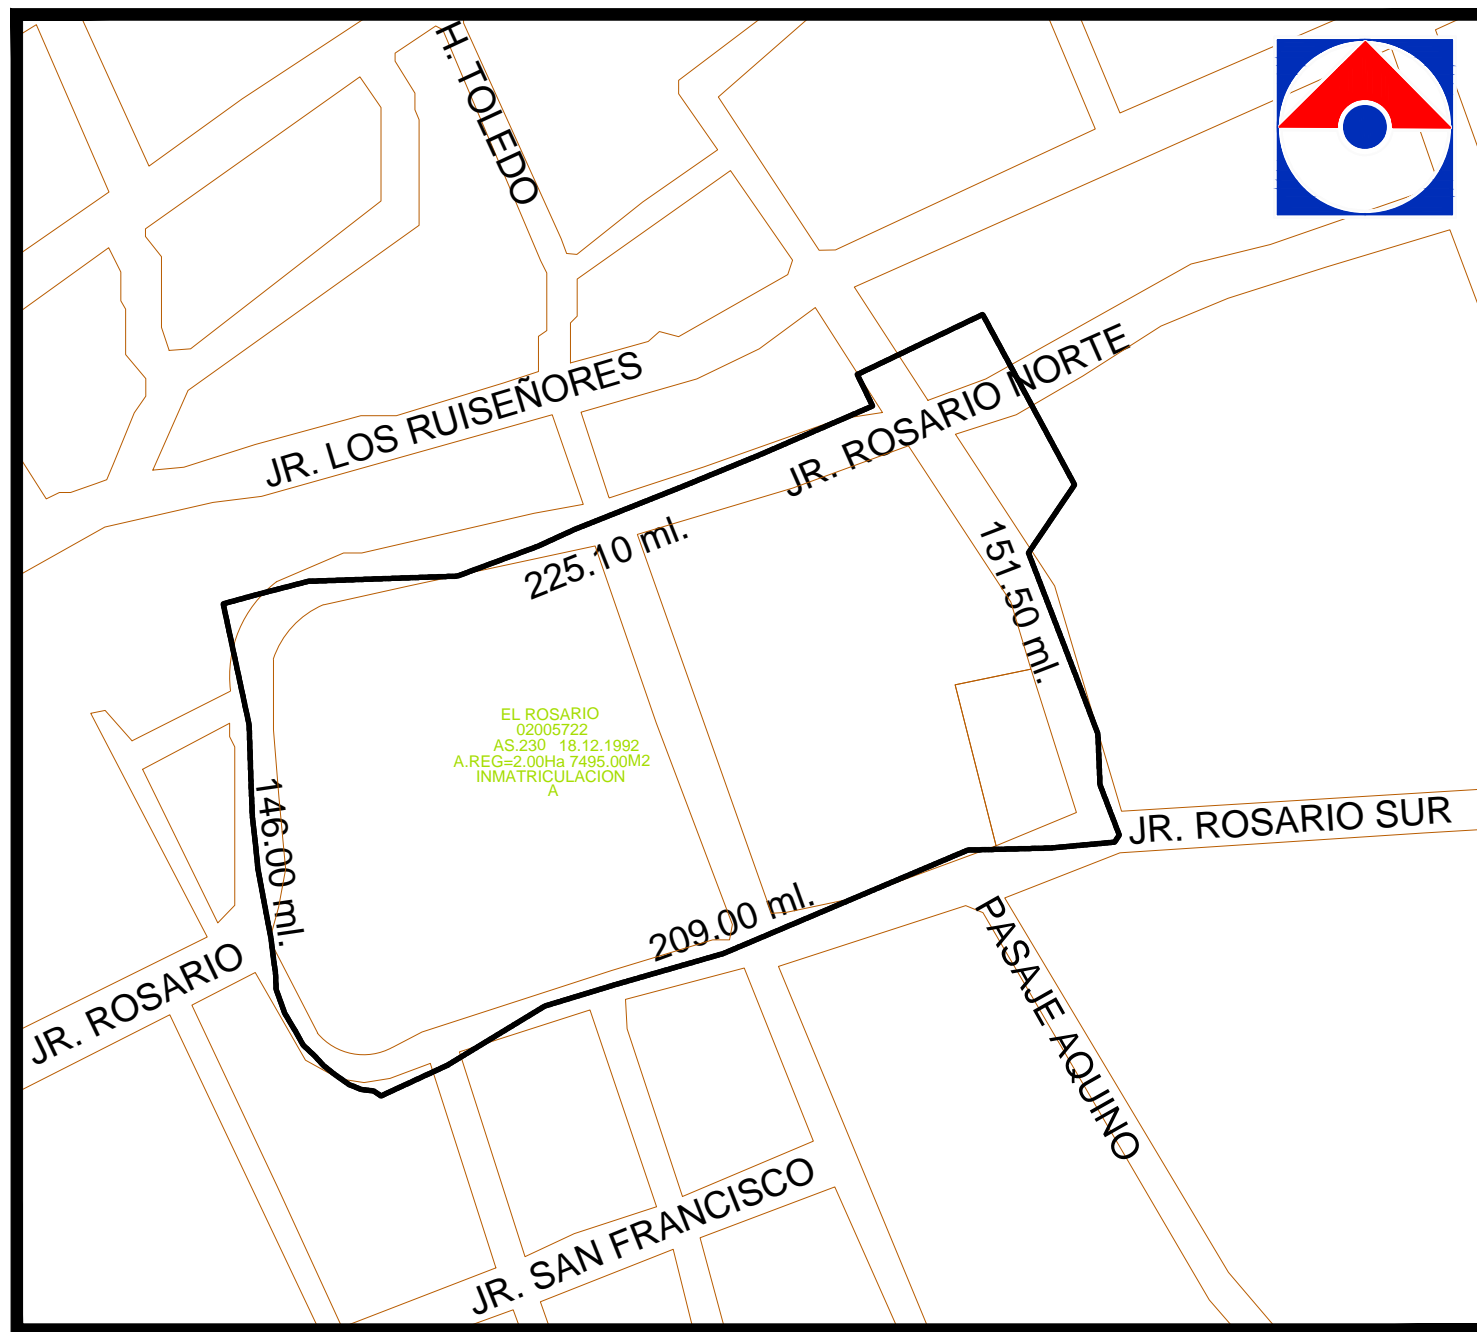 H. TOLEDO
JR. LOS RUISEÑORES
JR. ROSARIO NORTE
225.10 ml.
151.50 ml.
EL ROSARIO
02005722
AS.230 18.12.1992
A.REG=2.00Ha 7495.00M2
INMATRICULACION
A
146.00 ml.
JR. ROSARIO SUR
209.00 ml.
JR. ROSARIO
PASAJE AQUINO
JR. SAN FRANCISCO